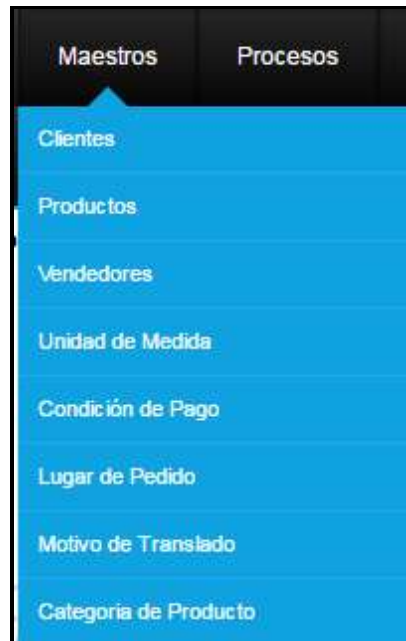 Maestros Procesos
Clientes
Productos
Vendedores
Unidad de Medida
Condición de Pago
Lugar de Pedido
Motivo de Translado
Categoria de Producto